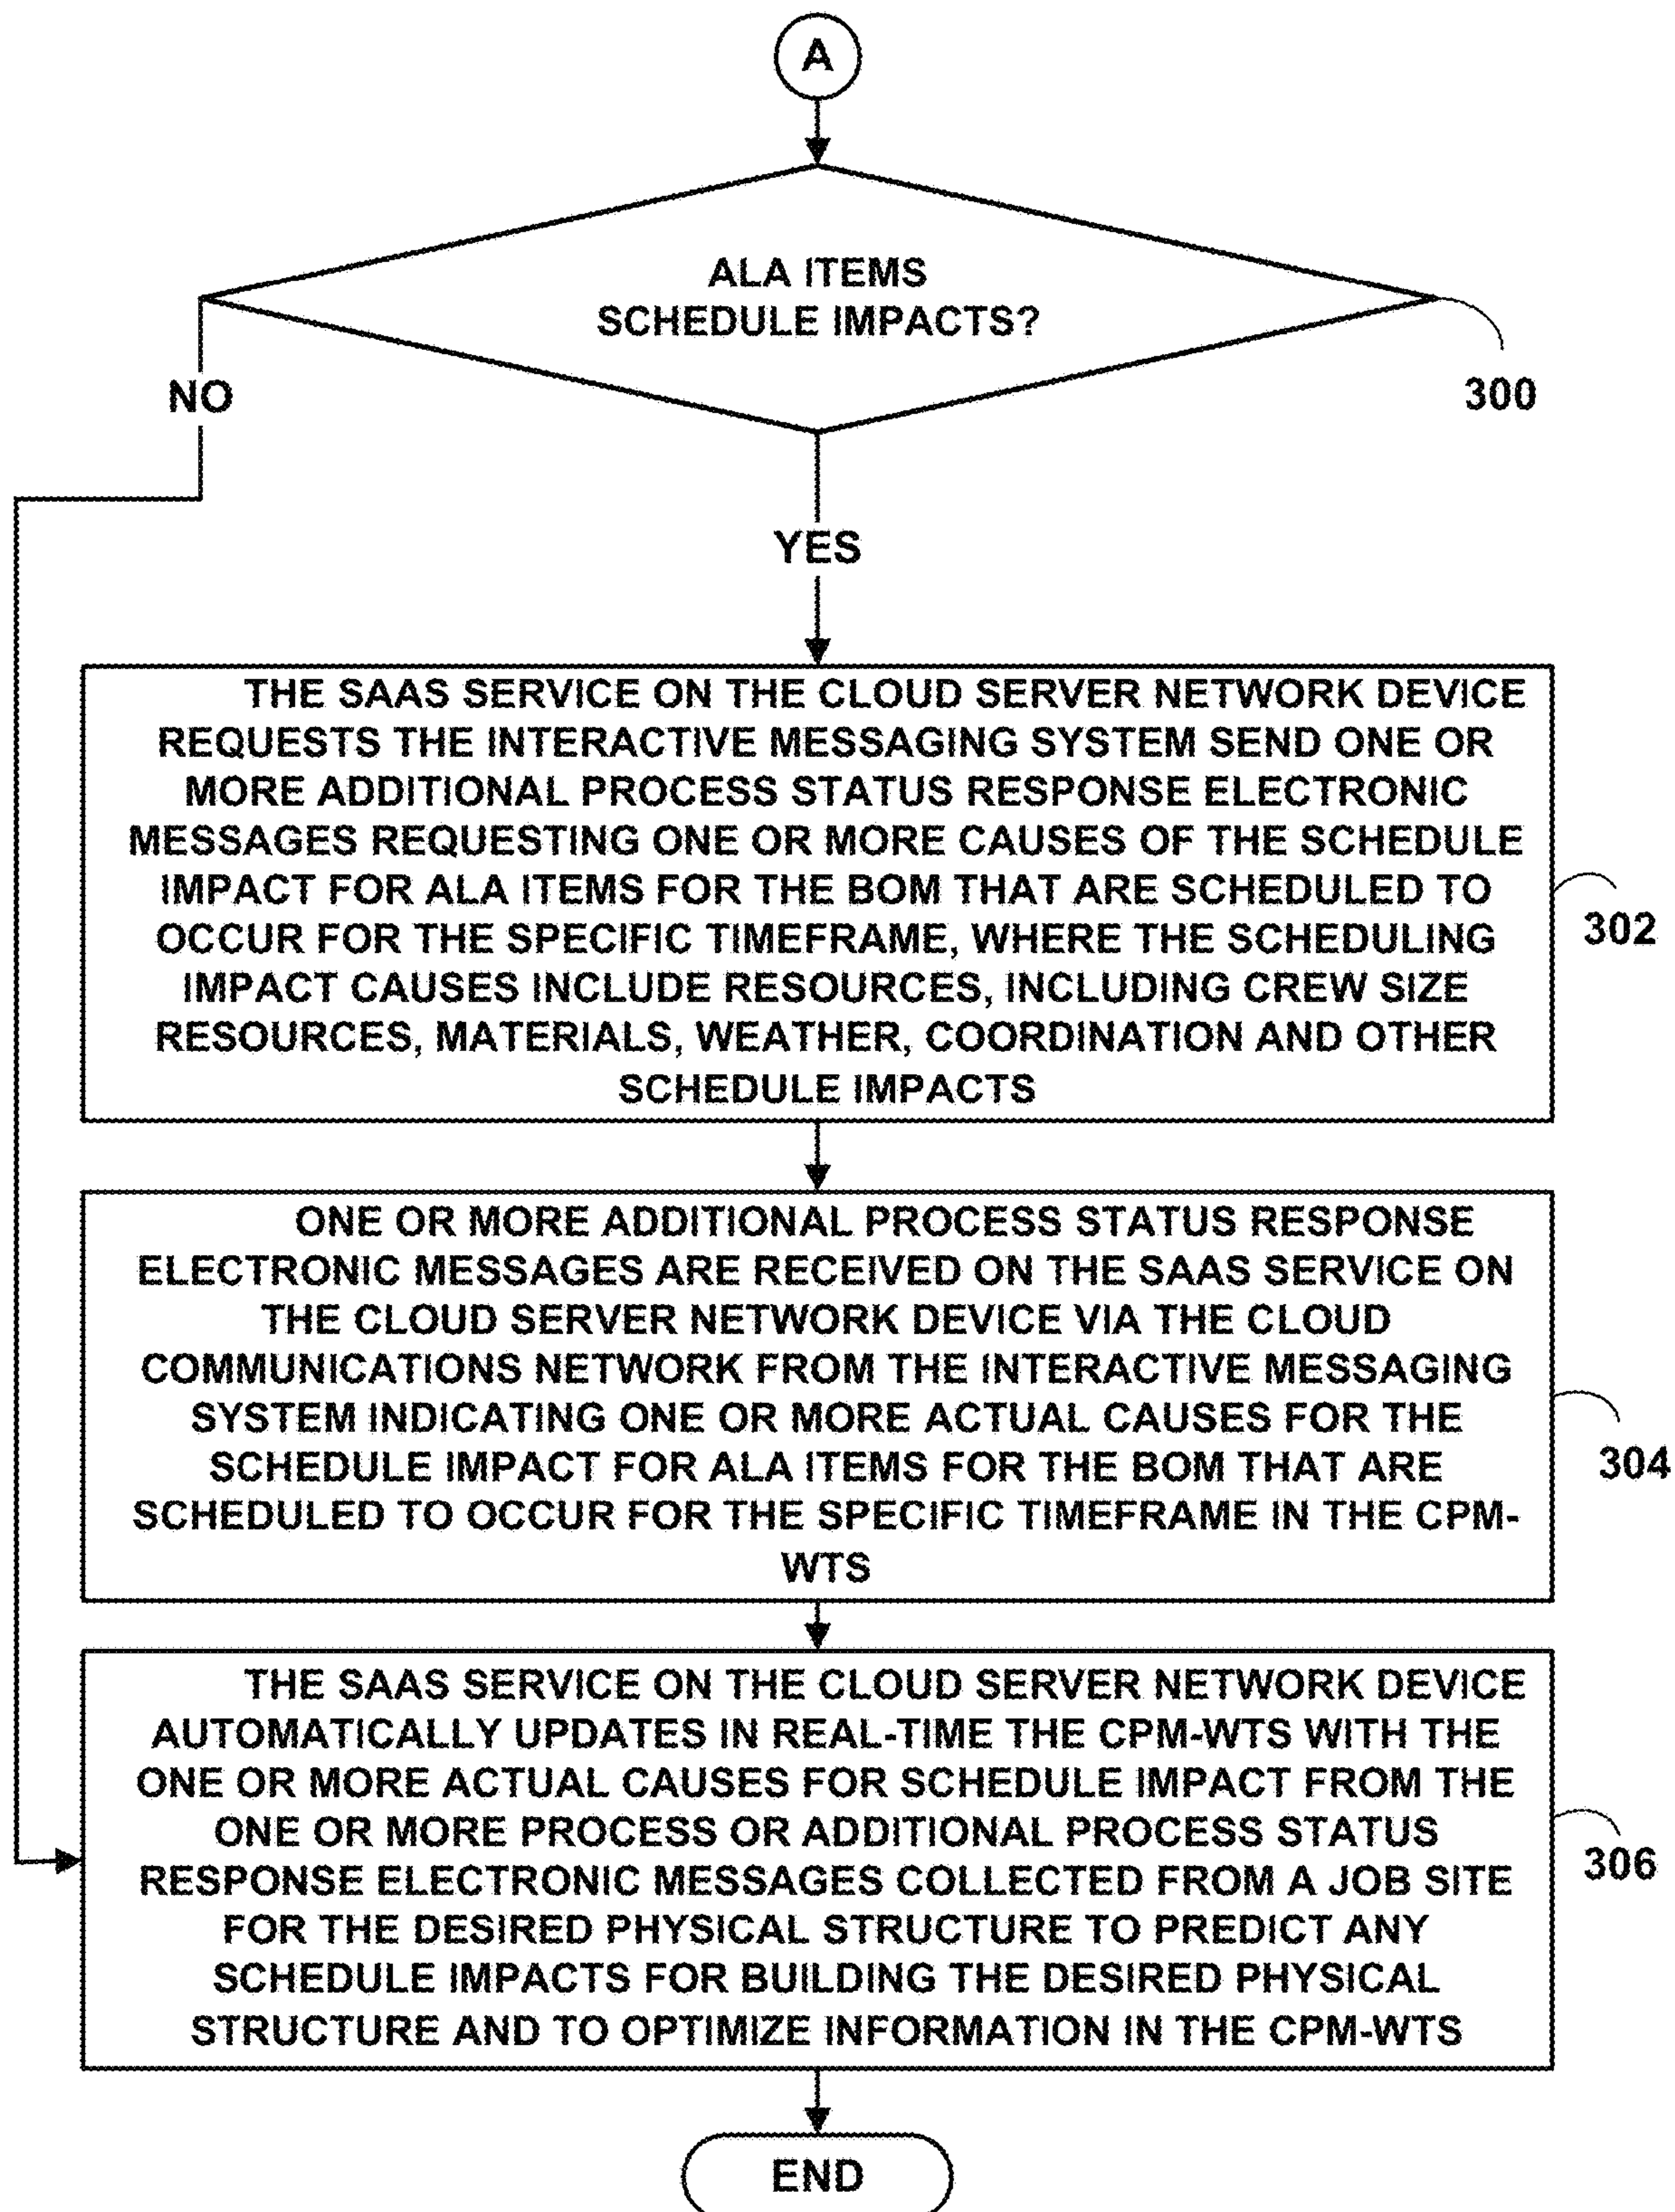 A
ALA ITEMS
SCHEDULE IMPACTS?
300
NO
YES
THE SAAS SERVICE ON THE CLOUD SERVER NETWORK DEVICE
REQUESTS THE INTERACTIVE MESSAGING SYSTEM SEND ONE OR
MORE ADDITIONAL PROCESS STATUS RESPONSE ELECTRONIC
MESSAGES REQUESTING ONE OR MORE CAUSES OF THE SCHEDULE
IMPACT FOR ALA ITEMS FOR THE BOM THAT ARE SCHEDULED TO
OCCUR FOR THE SPECIFIC TIMEFRAME, WHERE THE SCHEDULING
IMPACT CAUSES INCLUDE RESOURCES, INCLUDING CREW SIZE
RESOURCES, MATERIALS, WEATHER, COORDINATION AND OTHER
SCHEDULE IMPACTS
302
ONE OR MORE ADDITIONAL PROCESS STATUS RESPONSE
ELECTRONIC MESSAGES ARE RECEIVED ON THE SAAS SERVICE ON
THE CLOUD SERVER NETWORK DEVICE VIA THE CLOUD
COMMUNICATIONS NETWORK FROM THE INTERACTIVE MESSAGING
SYSTEM INDICATING ONE OR MORE ACTUAL CAUSES FOR THE
SCHEDULE IMPACT FOR ALA ITEMS FOR THE BOM THAT ARE
SCHEDULED TO OCCUR FOR THE SPECIFIC TIMEFRAME IN THE CPM-
WTS
304
THE SAAS SERVICE ON THE CLOUD SERVER NETWORK DEVICE
AUTOMATICALLY UPDATES IN REAL-TIME THE CPM-WTS WITH THE
ONE OR MORE ACTUAL CAUSES FOR SCHEDULE IMPACT FROM THE
ONE OR MORE PROCESS OR ADDITIONAL PROCESS STATUS
RESPONSE ELECTRONIC MESSAGES COLLECTED FROM A JOB SITE
FOR THE DESIRED PHYSICAL STRUCTURE TO PREDICT ANY
SCHEDULE IMPACTS FOR BUILDING THE DESIRED PHYSICAL
STRUCTURE AND TO OPTIMIZE INFORMATION IN THE CPM-WTS
306
END